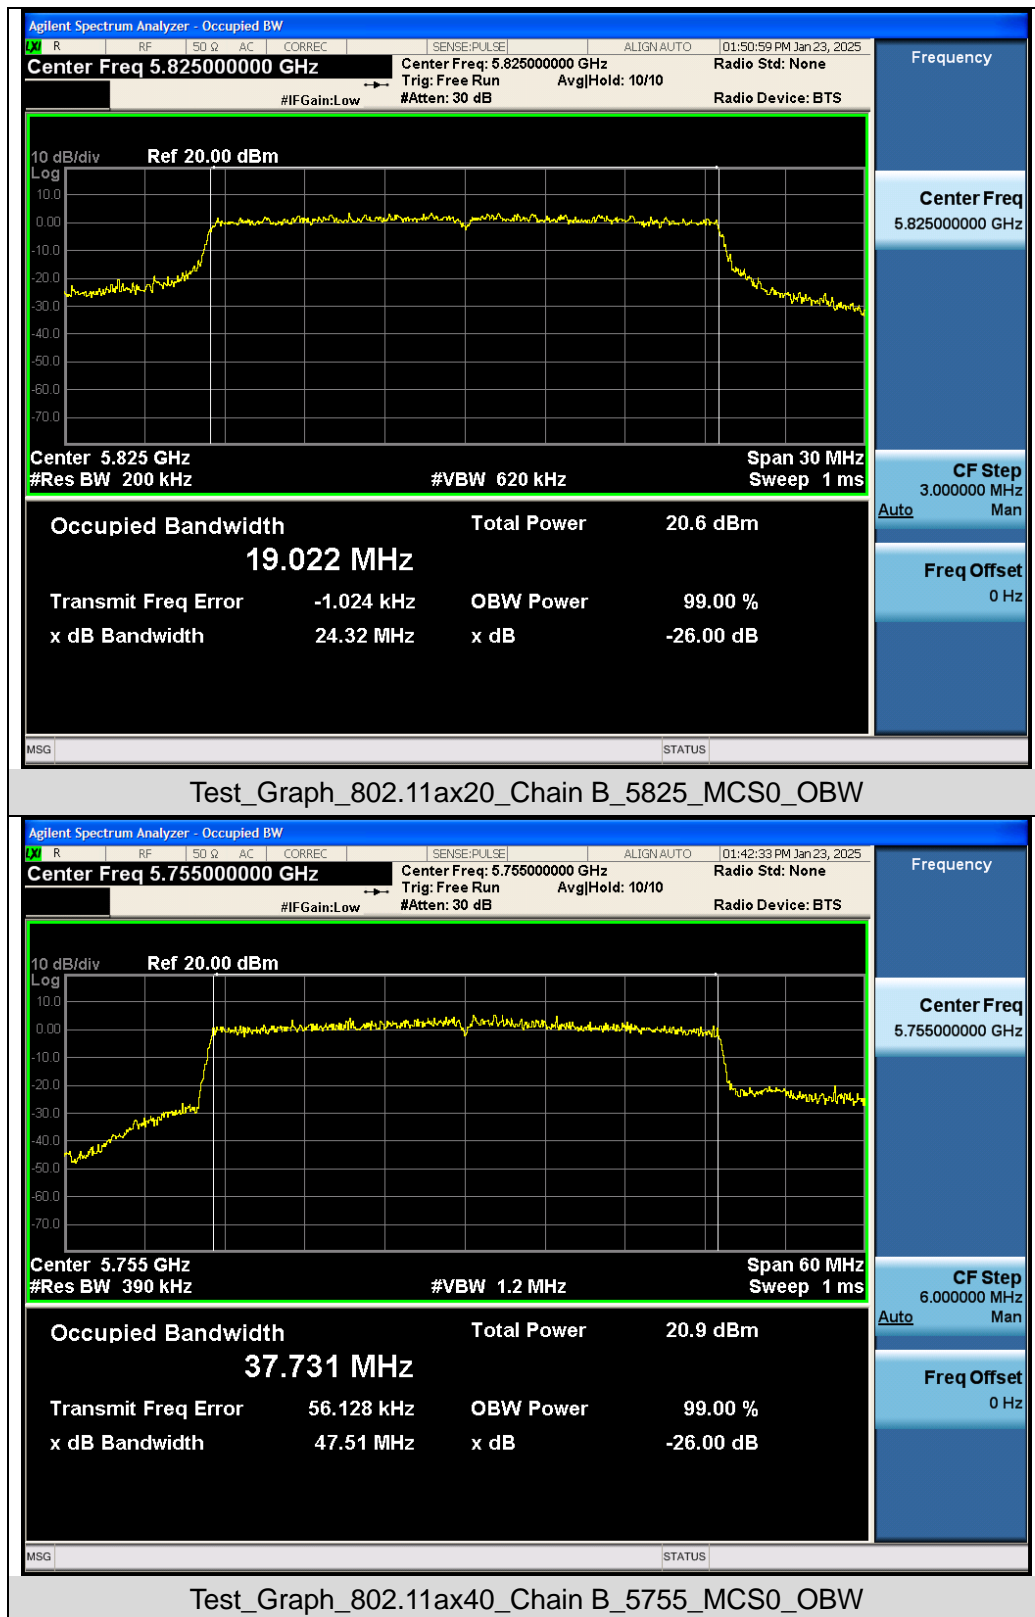 Agilent Spectrum Analyzer - Occupied BW
LXI R RF 50 Ω AC CORREC SENSE:PULSE ALIGN AUTO 01:50:59 PM Jan 23, 2025
Center Freq 5.825000000 GHz
Center Freq: 5.825000000 GHz Radio Std: None
Trig: Free Run Avg|Hold: 10/10
#IFGain:Low #Atten: 30 dB Radio Device: BTS
Frequency
10 dB/div Ref 20.00 dBm
Log
10.0
0.00
-10.0
-20.0
-30.0
-40.0
-50.0
-60.0
-70.0
Center Freq
5.825000000 GHz
Center 5.825 GHz Span 30 MHz
#Res BW 200 kHz #VBW 620 kHz Sweep 1 ms
CF Step
3.000000 MHz
Auto Man
Occupied Bandwidth Total Power 20.6 dBm
19.022 MHz
Transmit Freq Error -1.024 kHz OBW Power 99.00 %
x dB Bandwidth 24.32 MHz x dB -26.00 dB
Freq Offset
0 Hz
MSG STATUS
Test_Graph_802.11ax20_Chain B_5825_MCS0_OBW
Agilent Spectrum Analyzer - Occupied BW
LXI R RF 50 Ω AC CORREC SENSE:PULSE ALIGN AUTO 01:42:33 PM Jan 23, 2025
Center Freq 5.755000000 GHz
Center Freq: 5.755000000 GHz Radio Std: None
Trig: Free Run Avg|Hold: 10/10
#IFGain:Low #Atten: 30 dB Radio Device: BTS
Frequency
10 dB/div Ref 20.00 dBm
Log
10.0
0.00
-10.0
-20.0
-30.0
-40.0
-50.0
-60.0
-70.0
Center Freq
5.755000000 GHz
Center 5.755 GHz Span 60 MHz
#Res BW 390 kHz #VBW 1.2 MHz Sweep 1 ms
CF Step
6.000000 MHz
Auto Man
Occupied Bandwidth Total Power 20.9 dBm
37.731 MHz
Transmit Freq Error 56.128 kHz OBW Power 99.00 %
x dB Bandwidth 47.51 MHz x dB -26.00 dB
Freq Offset
0 Hz
MSG STATUS
Test_Graph_802.11ax40_Chain B_5755_MCS0_OBW